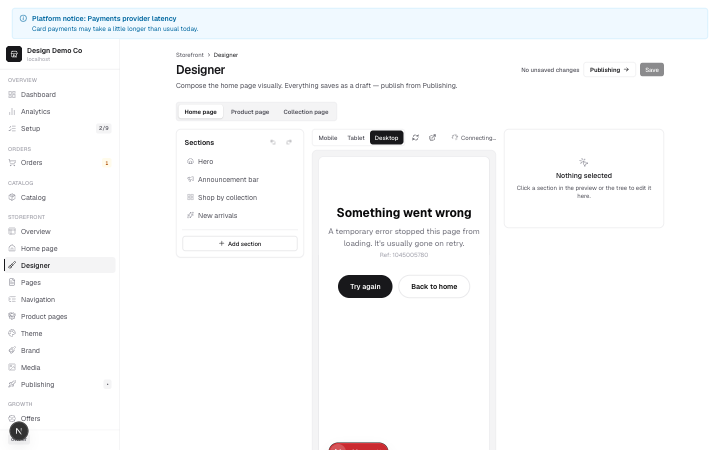 Platform notice: Payments provider latency
Card payments may take a little longer than usual today.
Design Demo Co
localhost
OVERVIEW
Dashboard
Analytics
Setup 2/9
ORDERS
Orders 1
CATALOG
Catalog
STOREFRONT
Overview
Home page
Designer
Pages
Navigation
Product pages
Theme
Brand
Media
Publishing
GROWTH
Offers
N
Storefront > Designer
Designer
Compose the home page visually. Everything saves as a draft — publish from Publishing.
No unsaved changes Publishing → Save
Home page Product page Collection page
Sections
Hero
Announcement bar
Shop by collection
New arrivals
+ Add section
Mobile Tablet Desktop Connecting…
Something went wrong
A temporary error stopped this page from
loading. It's usually gone on retry.
Ref: 1045005780
Try again Back to home
Nothing selected
Click a section in the preview or the tree to edit it
here.